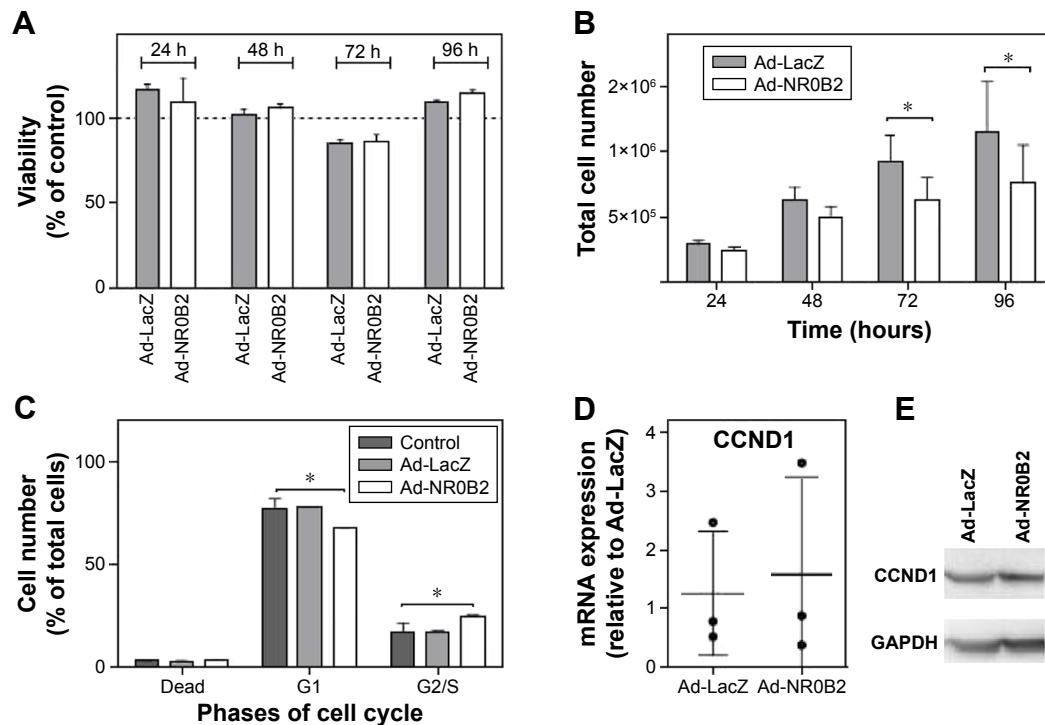 A
24 h
48 h
72 h
96 h
Viability
(% of control)
100
50
0
Ad-LacZ
Ad-NR0B2
Ad-LacZ
Ad-NR0B2
Ad-LacZ
Ad-NR0B2
Ad-LacZ
Ad-NR0B2
B
Ad-LacZ
Ad-NR0B2
Total cell number
2×10⁶
1×10⁶
5×10⁵
*
*
24
48
72
96
Time (hours)
C
Control
Ad-LacZ
Ad-NR0B2
Cell number
(% of total cells)
100
50
0
*
*
Dead
G1
G2/S
Phases of cell cycle
D
CCND1
mRNA expression
(relative to Ad-LacZ)
4
3
2
1
0
Ad-LacZ
Ad-NR0B2
E
Ad-LacZ
Ad-NR0B2
CCND1
GAPDH